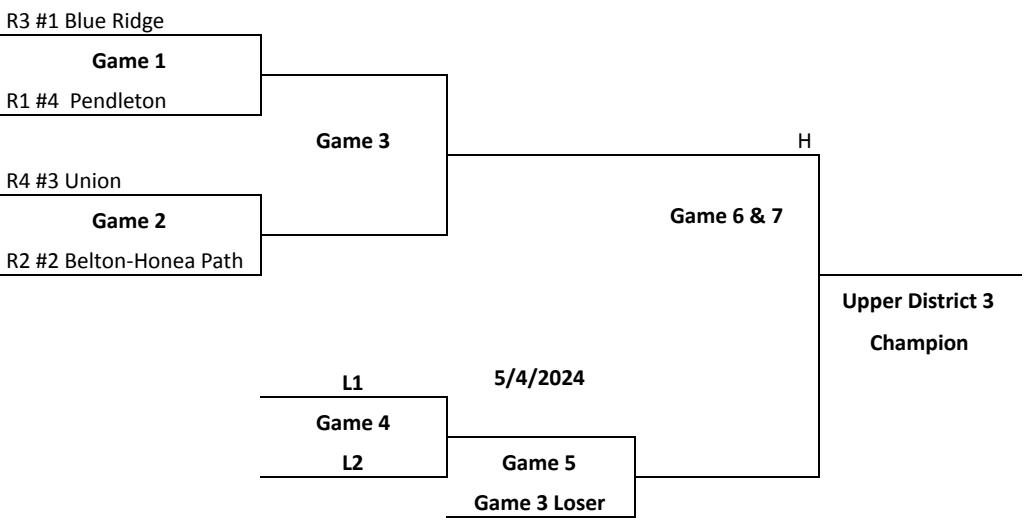 R3 #1 Blue Ridge
Game 1
R1 #4  Pendleton
Game 3
H
R4 #3 Union
Game 2
Game 6 & 7
R2 #2 Belton-Honea Path
Upper District 3
Champion
L1
5/4/2024
Game 4
L2
Game 5
Game 3 Loser